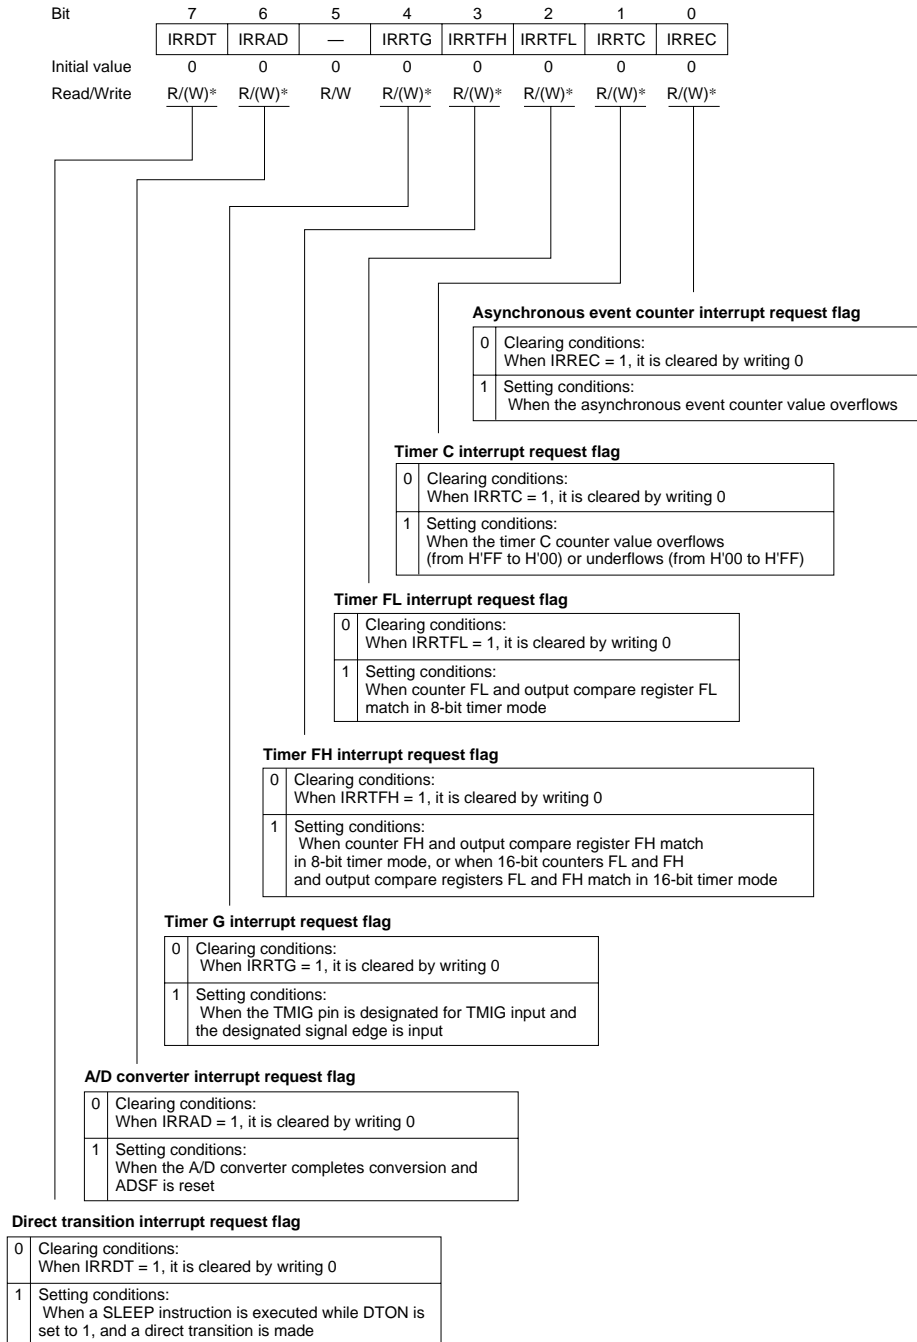 Bit 7 6 5 4 3 2 1 0
IRRDT IRRAD — IRRTG IRRTFH IRRTFL IRRTC IRREC
Initial value 0 0 0 0 0 0 0 0
Read/Write R/(W)* R/(W)* R/W R/(W)* R/(W)* R/(W)* R/(W)* R/(W)*
Asynchronous event counter interrupt request flag
0 Clearing conditions:
When IRREC = 1, it is cleared by writing 0
1 Setting conditions:
When the asynchronous event counter value overflows
Timer C interrupt request flag
0 Clearing conditions:
When IRRTC = 1, it is cleared by writing 0
1 Setting conditions:
When the timer C counter value overflows
(from H'FF to H'00) or underflows (from H'00 to H'FF)
Timer FL interrupt request flag
0 Clearing conditions:
When IRRTFL = 1, it is cleared by writing 0
1 Setting conditions:
When counter FL and output compare register FL
match in 8-bit timer mode
Timer FH interrupt request flag
0 Clearing conditions:
When IRRTFH = 1, it is cleared by writing 0
1 Setting conditions:
When counter FH and output compare register FH match
in 8-bit timer mode, or when 16-bit counters FL and FH
and output compare registers FL and FH match in 16-bit timer mode
Timer G interrupt request flag
0 Clearing conditions:
When IRRTG = 1, it is cleared by writing 0
1 Setting conditions:
When the TMIG pin is designated for TMIG input and
the designated signal edge is input
A/D converter interrupt request flag
0 Clearing conditions:
When IRRAD = 1, it is cleared by writing 0
1 Setting conditions:
When the A/D converter completes conversion and
ADSF is reset
Direct transition interrupt request flag
0 Clearing conditions:
When IRRDT = 1, it is cleared by writing 0
1 Setting conditions:
When a SLEEP instruction is executed while DTON is
set to 1, and a direct transition is made